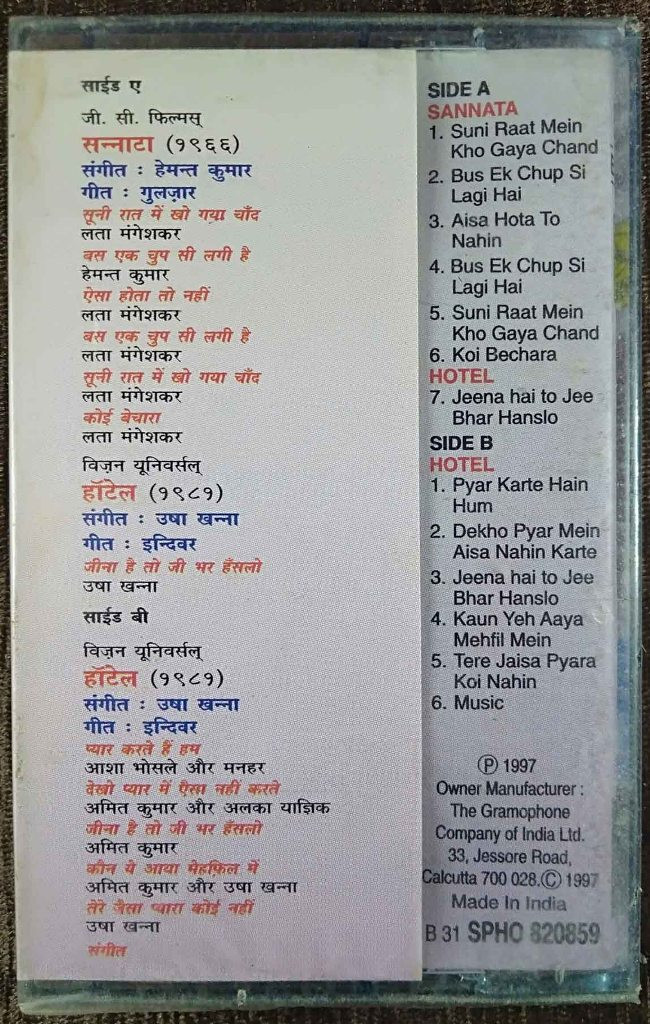 साईड ए
जी. सी. फिल्मस्
सन्नाटा (१९६६)
संगीत : हेमन्त कुमार
गीत : गुलज़ार
सूनी रात में खो गया चाँद
लता मंगेशकर
बस एक चुप सी लगी है
हेमन्त कुमार
ऐसा होता तो नहीं
लता मंगेशकर
बस एक चुप सी लगी है
लता मंगेशकर
सूनी रात में खो गया चाँद
लता मंगेशकर
कोई बेचारा
लता मंगेशकर
विज़न यूनिवर्सल्
हॉटेल (१९८१)
संगीत : उषा खन्ना
गीत : इन्दिवर
जीना है तो जी भर हँसलो
उषा खन्ना
साईड बी
विज़न यूनिवर्सल्
हॉटेल (१९८१)
संगीत : उषा खन्ना
गीत : इन्दिवर
प्यार करते हैं हम
आशा भोसले और मनहर
देखो प्यार में ऐसा नहीं करते
अमित कुमार और अलका याज्ञिक
जीना है तो जी भर हँसलो
अमित कुमार
कौन ये आया मेहफ़िल में
अमित कुमार और उषा खन्ना
तेरे जैसा प्यारा कोई नहीं
उषा खन्ना
संगीत
SIDE A
SANNATA
1. Suni Raat Mein
Kho Gaya Chand
2. Bus Ek Chup Si
Lagi Hai
3. Aisa Hota To
Nahin
4. Bus Ek Chup Si
Lagi Hai
5. Suni Raat Mein
Kho Gaya Chand
6. Koi Bechara
HOTEL
7. Jeena hai to Jee
Bhar Hanslo
SIDE B
HOTEL
1. Pyar Karte Hain
Hum
2. Dekho Pyar Mein
Aisa Nahin Karte
3. Jeena hai to Jee
Bhar Hanslo
4. Kaun Yeh Aaya
Mehfil Mein
5. Tere Jaisa Pyara
Koi Nahin
6. Music
Ⓟ 1997
Owner Manufacturer :
The Gramophone
Company of India Ltd.
33, Jessore Road,
Calcutta 700 028.Ⓒ 1997
Made In India
B 31 SPHO 820859